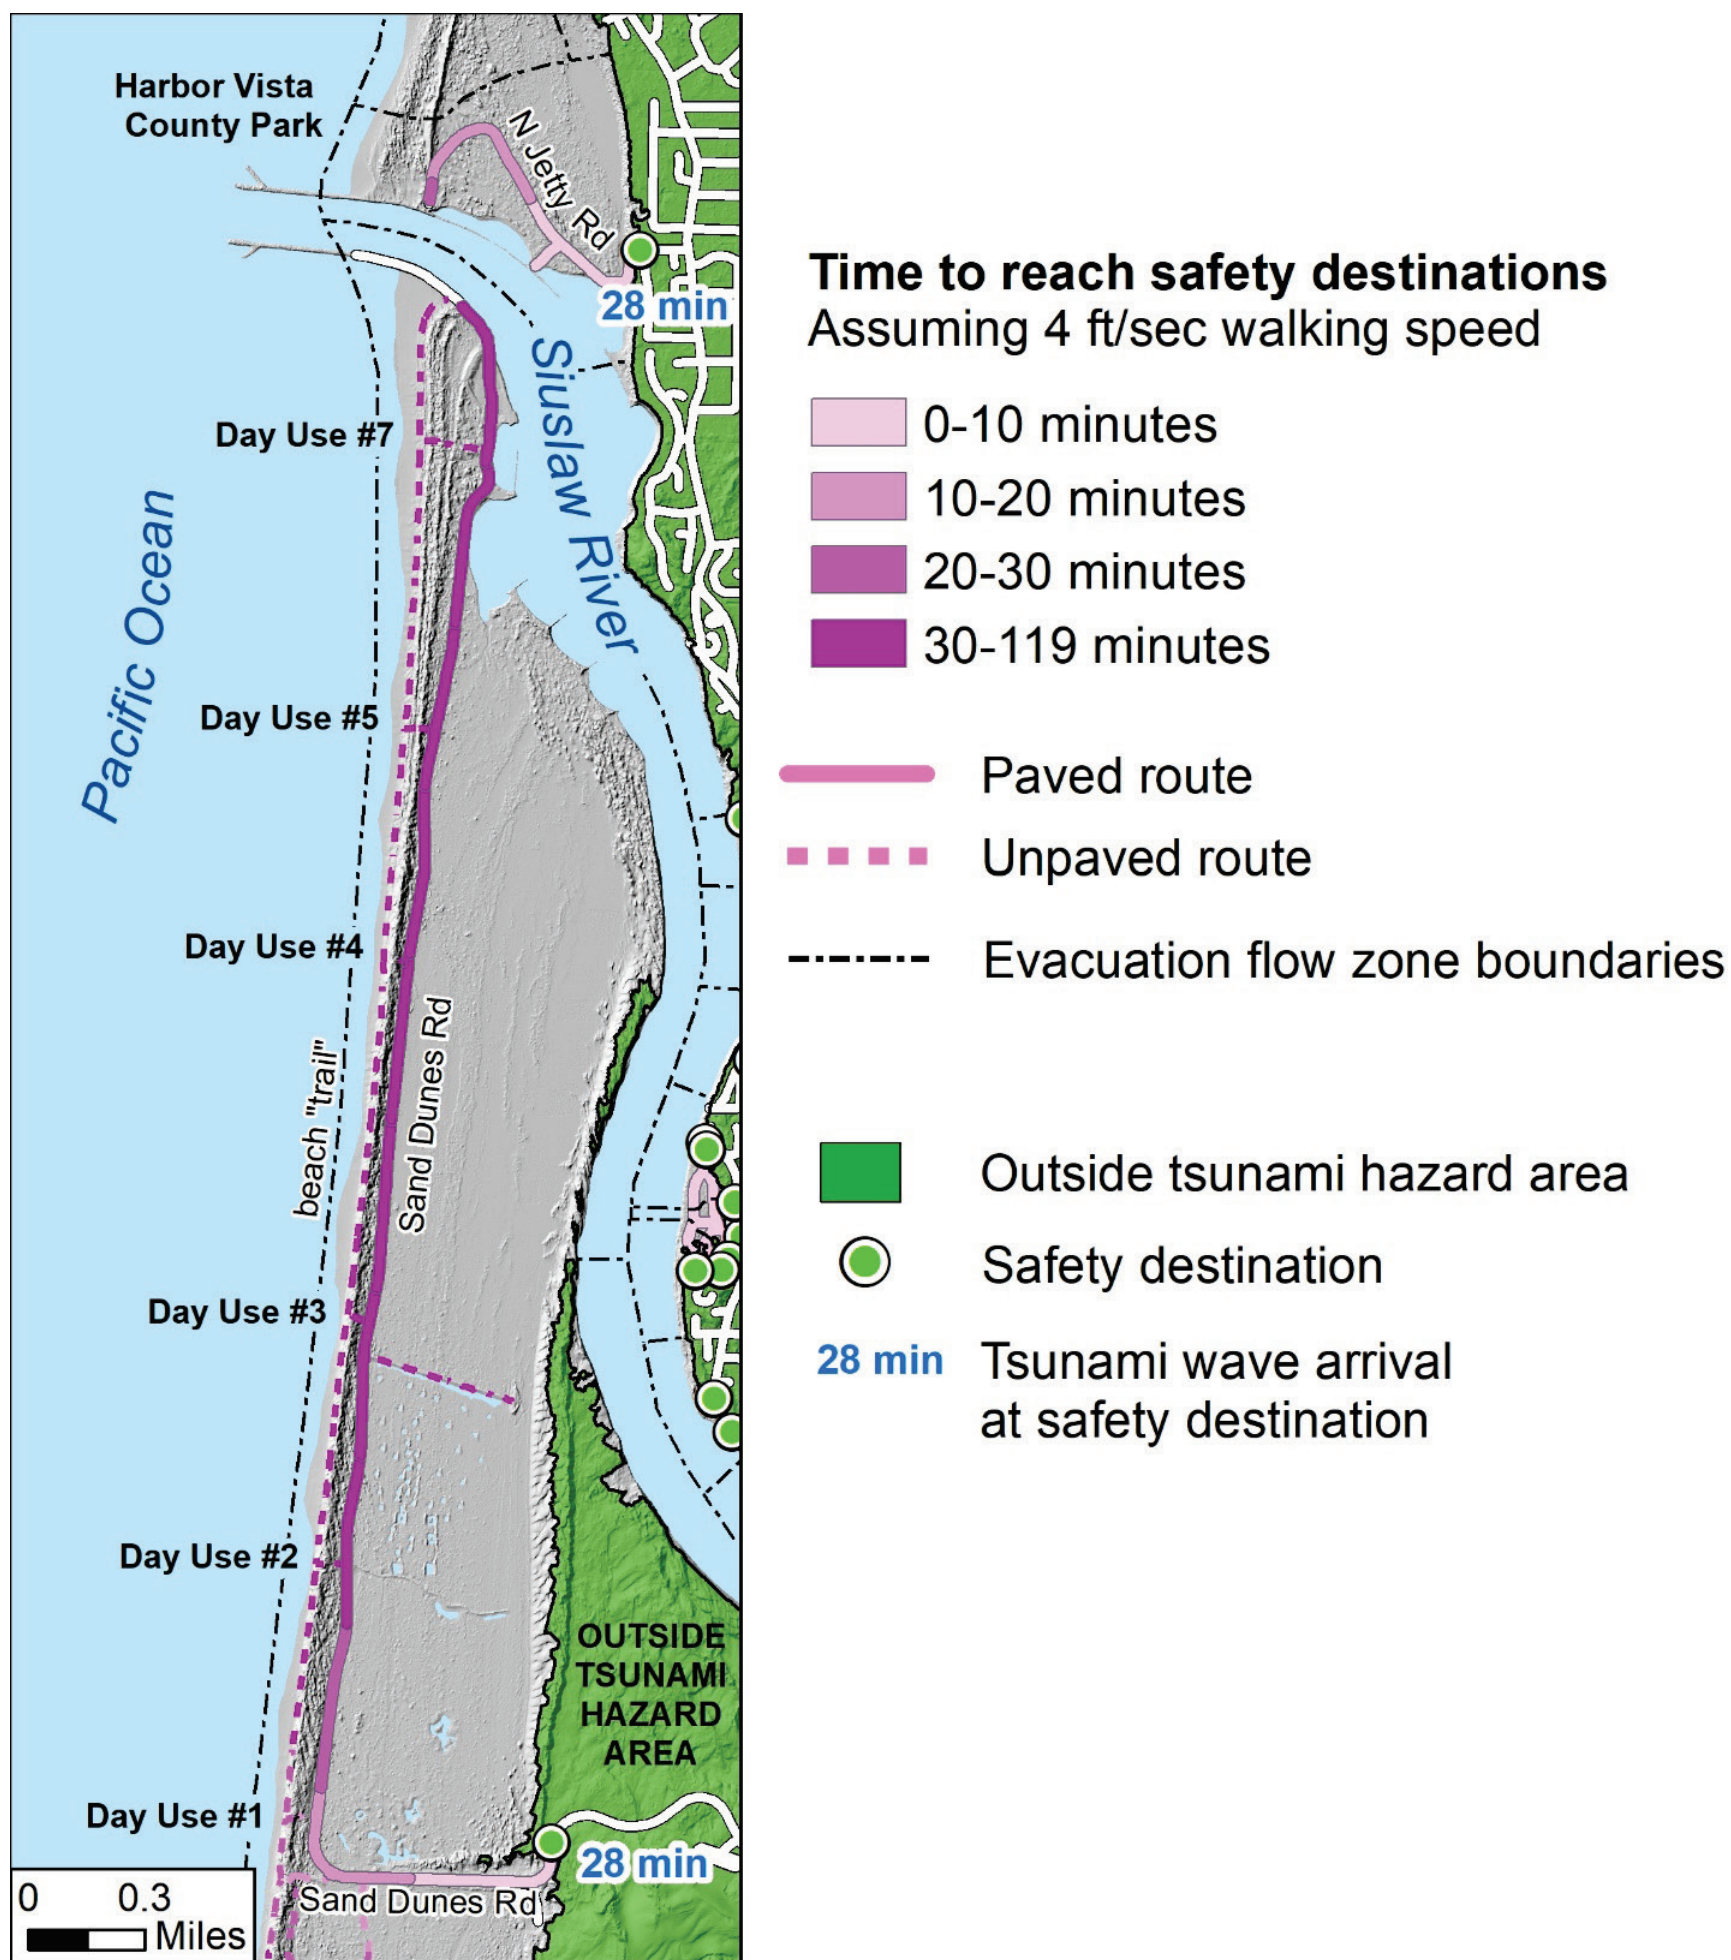 Harbor Vista
County Park
N Jetty Rd
28 min
Siuslaw River
Day Use #7
Pacific Ocean
Day Use #5
Day Use #4
beach "trail"
Sand Dunes Rd
Day Use #3
Day Use #2
OUTSIDE
TSUNAMI
HAZARD
AREA
Day Use #1
28 min
Sand Dunes Rd
0 0.3
Miles
Time to reach safety destinations
Assuming 4 ft/sec walking speed
0-10 minutes
10-20 minutes
20-30 minutes
30-119 minutes
Paved route
Unpaved route
Evacuation flow zone boundaries
Outside tsunami hazard area
Safety destination
28 min Tsunami wave arrival
at safety destination